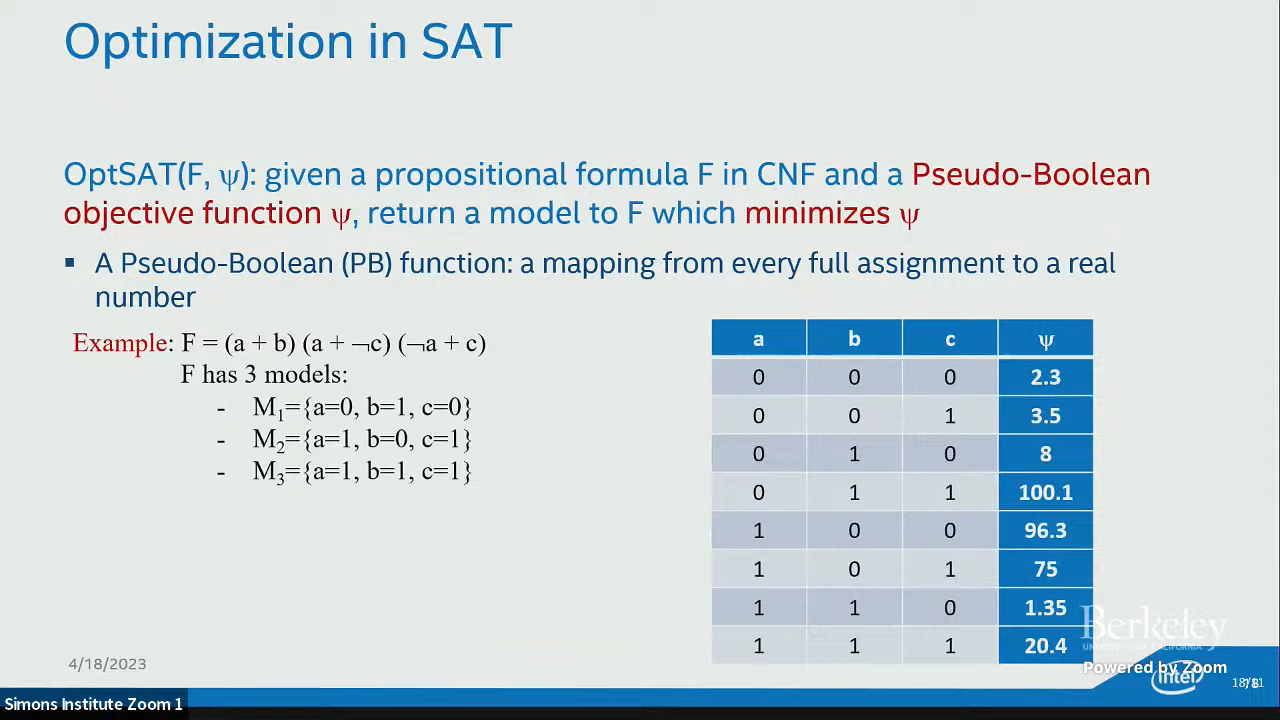 Optimization in SAT
OptSAT(F, ψ): given a propositional formula F in CNF and a Pseudo-Boolean
objective function ψ, return a model to F which minimizes ψ
▪ A Pseudo-Boolean (PB) function: a mapping from every full assignment to a real
number
Example: F = (a + b) (a + ¬c) (¬a + c)
F has 3 models:
- M₁={a=0, b=1, c=0}
- M₂={a=1, b=0, c=1}
- M₃={a=1, b=1, c=1}
a b c ψ
0 0 0 2.3
0 0 1 3.5
0 1 0 8
0 1 1 100.1
1 0 0 96.3
1 0 1 75
1 1 0 1.35
1 1 1 20.4
Berkeley
UNIVERSITY OF CALIFORNIA
4/18/2023
Powered by Zoom
intel
Simons Institute Zoom 1